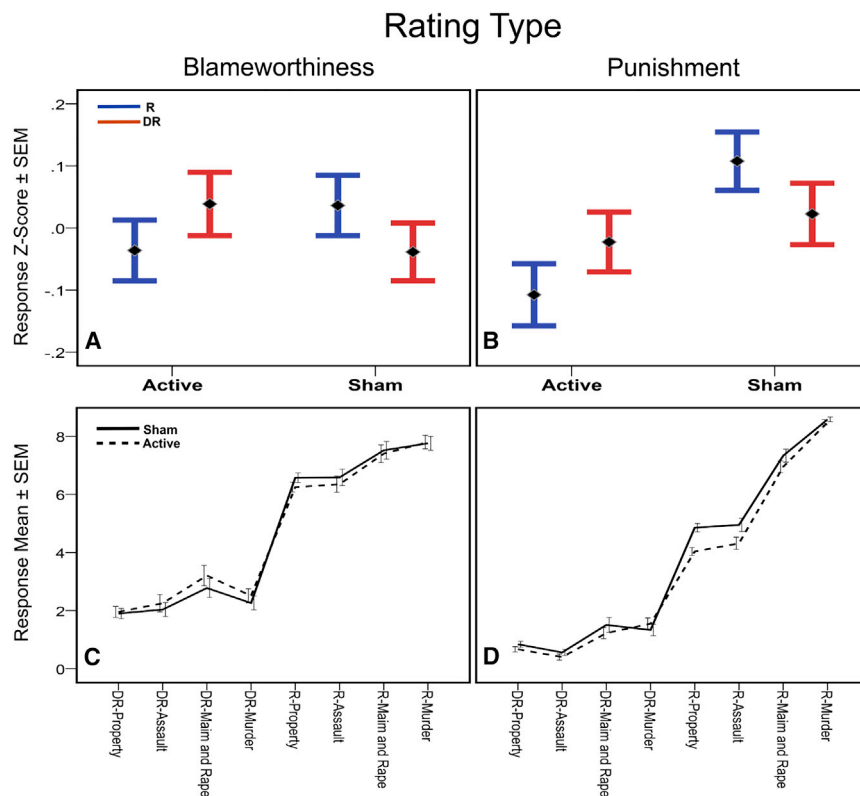 Rating Type
Blameworthiness
Punishment
Response Z-Score ± SEM
.2
.1
.0
-.1
-.2
R
DR
A
B
Active
Sham
Active
Sham
Response Mean ± SEM
8
6
4
2
0
Sham
Active
C
D
DR-Property
DR-Assault
DR-Maim and Rape
DR-Murder
R-Property
R-Assault
R-Maim and Rape
R-Murder
DR-Property
DR-Assault
DR-Maim and Rape
DR-Murder
R-Property
R-Assault
R-Maim and Rape
R-Murder